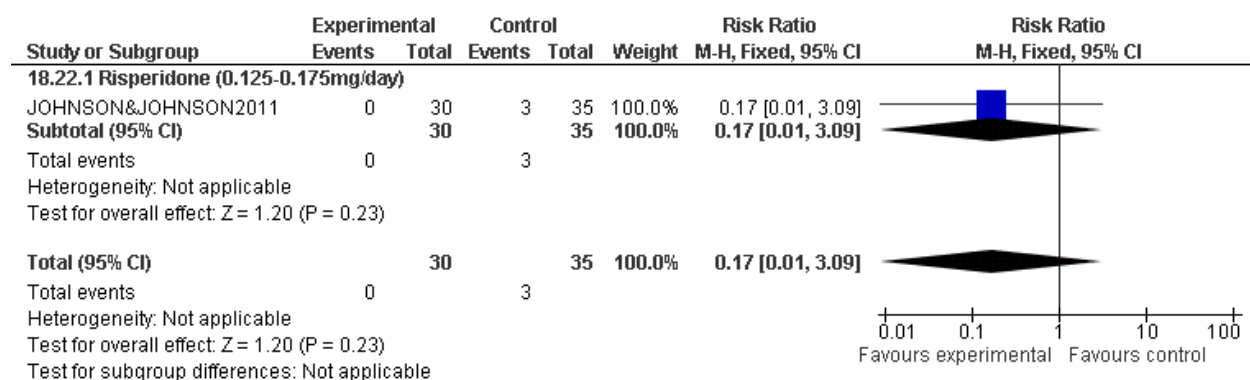 Experimental Control Risk Ratio Risk Ratio
Study or Subgroup Events Total Events Total Weight M-H, Fixed, 95% CI M-H, Fixed, 95% CI
18.22.1 Risperidone (0.125-0.175mg/day)
JOHNSON&JOHNSON2011 0 30 3 35 100.0% 0.17 [0.01, 3.09]
Subtotal (95% CI) 30 35 100.0% 0.17 [0.01, 3.09]
Total events 0 3
Heterogeneity: Not applicable
Test for overall effect: Z = 1.20 (P = 0.23)
Total (95% CI) 30 35 100.0% 0.17 [0.01, 3.09]
Total events 0 3
Heterogeneity: Not applicable
Test for overall effect: Z = 1.20 (P = 0.23)
Test for subgroup differences: Not applicable
0.01 0.1 1 10 100
Favours experimental Favours control